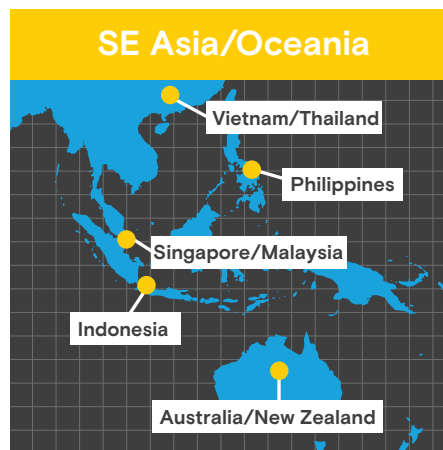 SE Asia/Oceania
Vietnam/Thailand
Philippines
Singapore/Malaysia
Indonesia
Australia/New Zealand